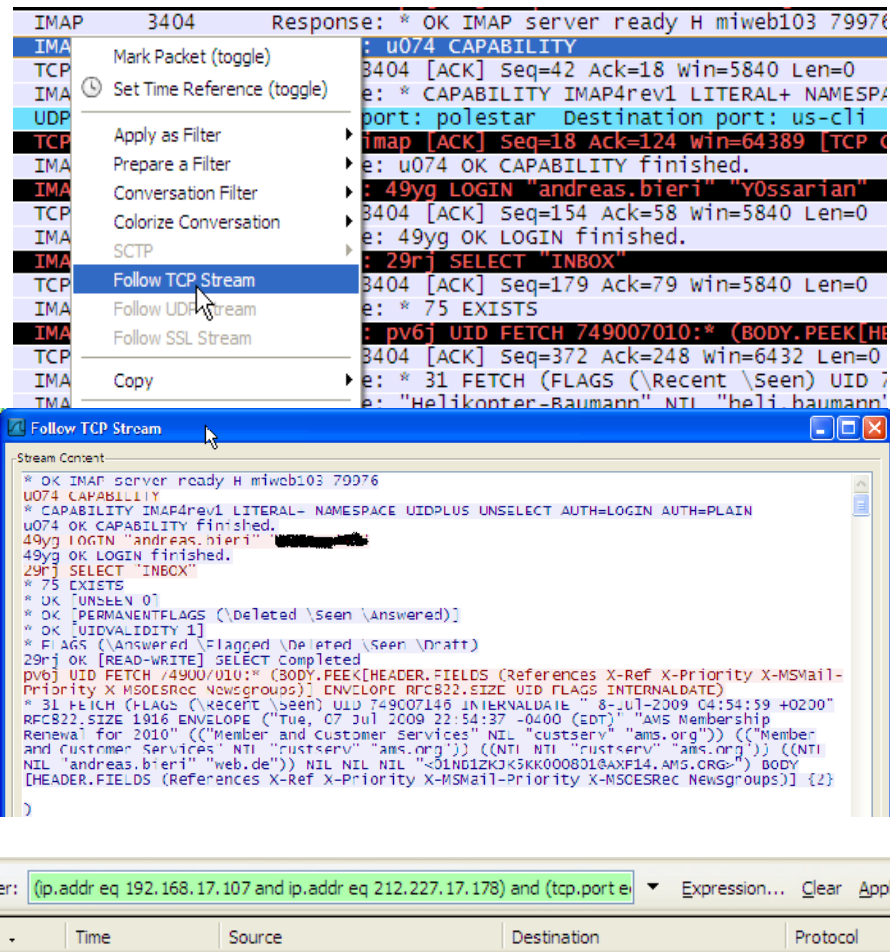 IMAP 3404 Response: * OK IMAP server ready H miweb103 79976
IMA : u074 CAPABILITY
Mark Packet (toggle)
TCP 3404 [ACK] Seq=42 Ack=18 Win=5840 Len=0
Set Time Reference (toggle)
IMA e: * CAPABILITY IMAP4rev1 LITERAL+ NAMESPA
UDP port: polestar Destination port: us-cli
Apply as Filter
TCP imap [ACK] Seq=18 Ack=124 Win=64389 [TCP
Prepare a Filter
IMA e: u074 OK CAPABILITY finished.
Conversation Filter
IMA : 49yg LOGIN "andreas.bieri" "Y0ssarian"
Colorize Conversation
TCP 3404 [ACK] Seq=154 Ack=58 Win=5840 Len=0
IMA e: 49yg OK LOGIN finished.
SCTP
IMA : 29rj SELECT "INBOX"
Follow TCP Stream
TCP 3404 [ACK] Seq=179 Ack=79 Win=5840 Len=0
Follow UDP Stream
IMA e: * 75 EXISTS
Follow SSL Stream
IMA : pv6j UID FETCH 749007010:* (BODY.PEEK[HE
TCP 3404 [ACK] Seq=372 Ack=248 Win=6432 Len=0
Copy
IMA e: * 31 FETCH (FLAGS (\Recent \Seen) UID 7
IMA e: "Helikopter-Baumann" NIL "heli.baumann"
Follow TCP Stream
Stream Content
* OK IMAP server ready H miweb103 79976
u074 CAPABILITY
* CAPABILITY IMAP4rev1 LITERAL+ NAMESPACE UIDPLUS UNSELECT AUTH=LOGIN AUTH=PLAIN
u074 OK CAPABILITY finished.
49yg LOGIN "andreas.bieri" "
49yg OK LOGIN finished.
29rj SELECT "INBOX"
* 75 EXISTS
* OK [UNSEEN 0]
* OK [PERMANENTFLAGS (\Deleted \Seen \Answered)]
* OK [UIDVALIDITY 1]
* FLAGS (\Answered \Flagged \Deleted \Seen \Draft)
29rj OK [READ-WRITE] SELECT Completed
pv6j UID FETCH 749007010:* (BODY.PEEK[HEADER.FIELDS (References X-Ref X-Priority X-MSMail-
Priority X-MSOESRec Newsgroups)] ENVELOPE RFC822.SIZE UID FLAGS INTERNALDATE)
* 31 FETCH (FLAGS (\Recent \Seen) UID 749007146 INTERNALDATE " 8-Jul-2009 04:54:59 +0200"
RFC822.SIZE 1916 ENVELOPE ("Tue, 07 Jul 2009 22:54:37 -0400 (EDT)" "AMS Membership
Renewal for 2010" (("Member and Customer Services" NIL "custserv" "ams.org")) (("Member
and Customer Services" NIL "custserv" "ams.org")) ((NIL NIL "custserv" "ams.org")) ((NIL
NIL "andreas.bieri" "web.de")) NIL NIL NIL "<01NB1ZKJK5KK000801@AXP14.AMS.ORG>") BODY
[HEADER.FIELDS (References X-Ref X-Priority X-MSMail-Priority X-MSOESRec Newsgroups)] {2}
)
er: (ip.addr eq 192.168.17.107 and ip.addr eq 212.227.17.178) and (tcp.port e Expression... Clear Appl
Time Source Destination Protocol